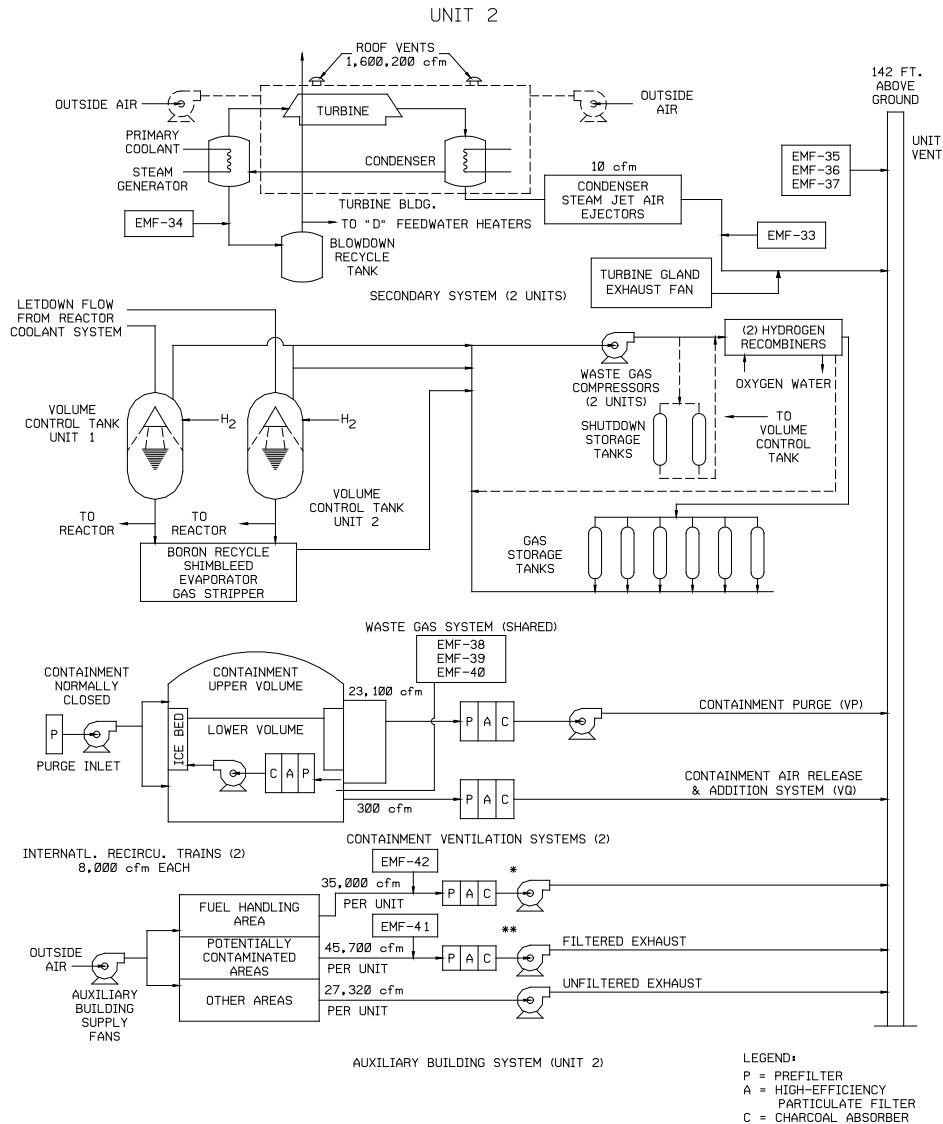 UNIT 2
ROOF VENTS
1,600,200 cfm
142 FT.
ABOVE
GROUND
OUTSIDE AIR
TURBINE
OUTSIDE
AIR
UNIT
VENT
PRIMARY
COOLANT
STEAM
GENERATOR
CONDENSER
EMF-35
EMF-36
EMF-37
10 cfm
CONDENSER
STEAM JET AIR
EJECTORS
TURBINE BLDG.
EMF-34
TO "D" FEEDWATER HEATERS
BLOWDOWN
RECYCLE
TANK
EMF-33
TURBINE GLAND
EXHAUST FAN
SECONDARY SYSTEM (2 UNITS)
LETDOWN FLOW
FROM REACTOR
COOLANT SYSTEM
(2) HYDROGEN
RECOMBINERS
WASTE GAS
COMPRESSORS
(2 UNITS)
OXYGEN WATER
VOLUME
CONTROL TANK
UNIT 1
H2
H2
SHUTDOWN
STORAGE
TANKS
TO
VOLUME
CONTROL
TANK
VOLUME
CONTROL TANK
UNIT 2
TO
REACTOR
TO
REACTOR
BORON RECYCLE
SHIMBLEED
EVAPORATOR
GAS STRIPPER
GAS
STORAGE
TANKS
WASTE GAS SYSTEM (SHARED)
EMF-38
EMF-39
EMF-40
CONTAINMENT
NORMALLY
CLOSED
CONTAINMENT
UPPER VOLUME
23,100 cfm
CONTAINMENT PURGE (VP)
P
ICE BED
LOWER VOLUME
P A C
PURGE INLET
C A P
CONTAINMENT AIR RELEASE
& ADDITION SYSTEM (VQ)
300 cfm
P A C
CONTAINMENT VENTILATION SYSTEMS (2)
INTERNATL. RECIRCU. TRAINS (2)
8,000 cfm EACH
EMF-42
*
35,000 cfm
PER UNIT
P A C
FUEL HANDLING
AREA
EMF-41
**
POTENTIALLY
CONTAMINATED
AREAS
45,700 cfm
PER UNIT
P A C
FILTERED EXHAUST
OUTSIDE
AIR
OTHER AREAS
27,320 cfm
PER UNIT
UNFILTERED EXHAUST
AUXILIARY
BUILDING
SUPPLY
FANS
AUXILIARY BUILDING SYSTEM (UNIT 2)
LEGEND:
P = PREFILTER
A = HIGH-EFFICIENCY
PARTICULATE FILTER
C = CHARCOAL ABSORBER